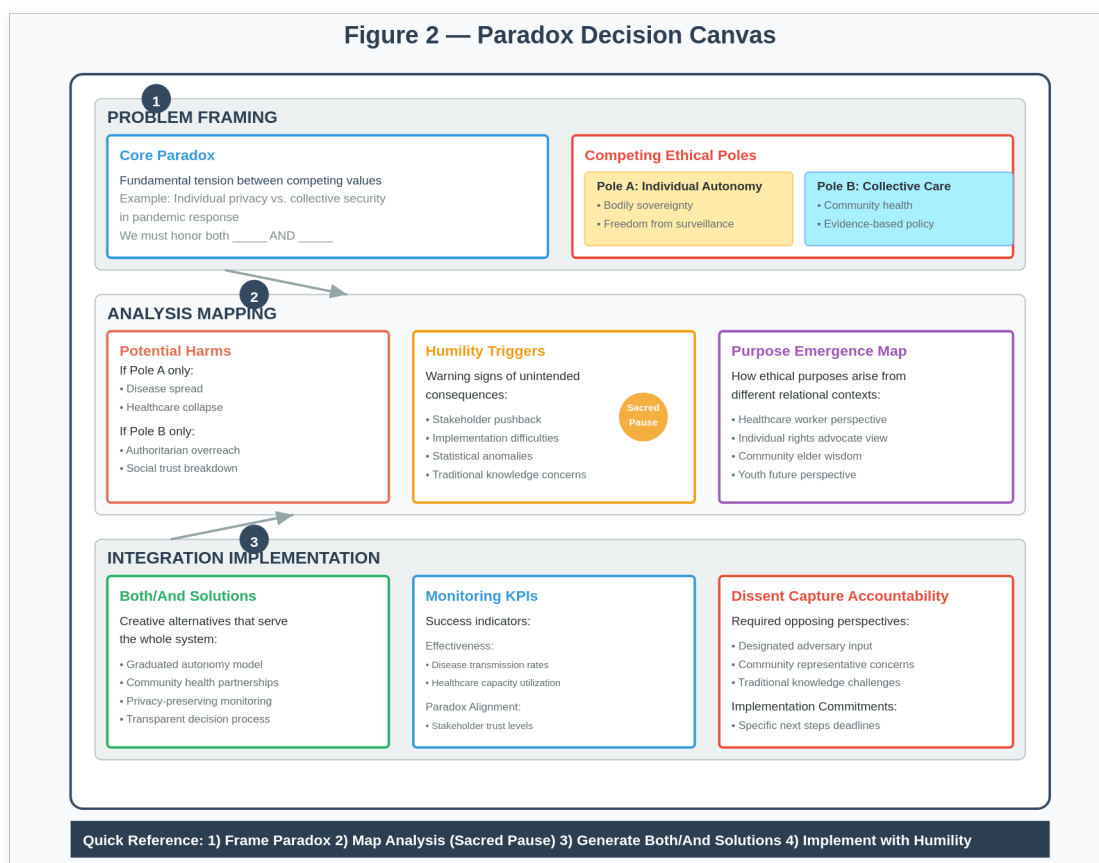 Figure 2 — Paradox Decision Canvas
1
PROBLEM FRAMING
Core Paradox
Fundamental tension between competing values
Example: Individual privacy vs. collective security
in pandemic response
We must honor both _____ AND _____
Competing Ethical Poles
Pole A: Individual Autonomy
• Bodily sovereignty
• Freedom from surveillance
Pole B: Collective Care
• Community health
• Evidence-based policy
2
ANALYSIS MAPPING
Potential Harms
If Pole A only:
• Disease spread
• Healthcare collapse
If Pole B only:
• Authoritarian overreach
• Social trust breakdown
Humility Triggers
Warning signs of unintended
consequences:
• Stakeholder pushback
• Implementation difficulties
• Statistical anomalies
• Traditional knowledge concerns
Sacred
Pause
Purpose Emergence Map
How ethical purposes arise from
different relational contexts:
• Healthcare worker perspective
• Individual rights advocate view
• Community elder wisdom
• Youth future perspective
3
INTEGRATION IMPLEMENTATION
Both/And Solutions
Creative alternatives that serve
the whole system:
• Graduated autonomy model
• Community health partnerships
• Privacy-preserving monitoring
• Transparent decision process
Monitoring KPIs
Success indicators:
Effectiveness:
• Disease transmission rates
• Healthcare capacity utilization
Paradox Alignment:
• Stakeholder trust levels
Dissent Capture Accountability
Required opposing perspectives:
• Designated adversary input
• Community representative concerns
• Traditional knowledge challenges
Implementation Commitments:
• Specific next steps deadlines
Quick Reference: 1) Frame Paradox 2) Map Analysis (Sacred Pause) 3) Generate Both/And Solutions 4) Implement with Humility